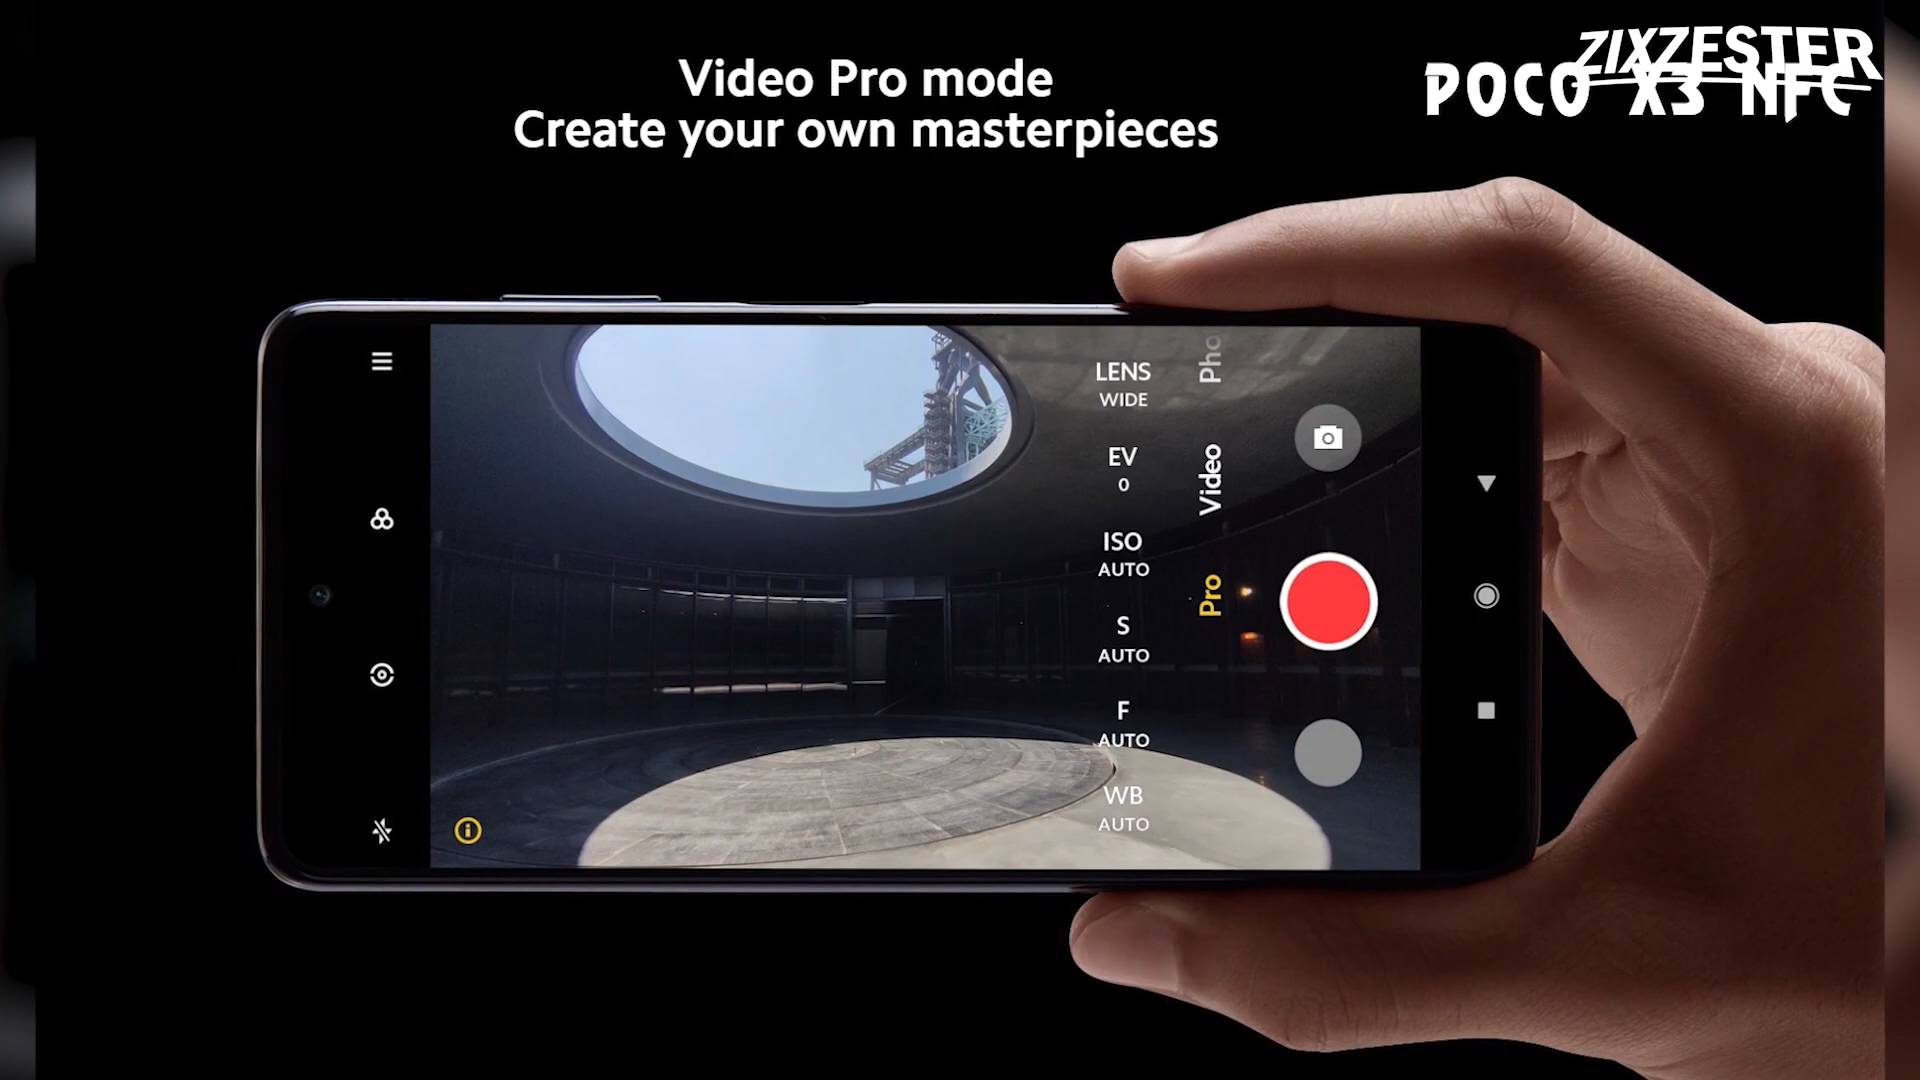 ZIXZESTER
POCO X3 NFC
Video Pro mode
Create your own masterpieces
LENS
WIDE
EV
0
ISO
AUTO
S
AUTO
F
AUTO
WB
AUTO
Pho
Video
Pro